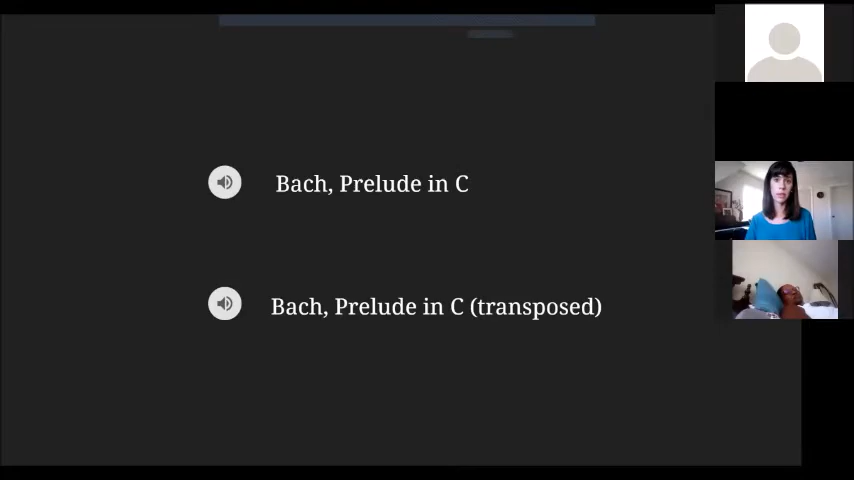 Bach, Prelude in C
Bach, Prelude in C (transposed)